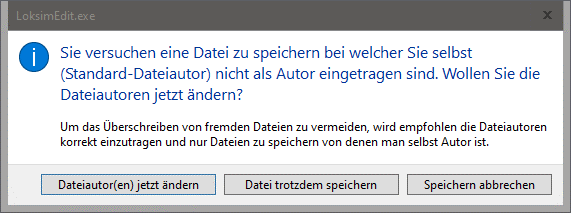 LoksimEdit.exe
Sie versuchen eine Datei zu speichern bei welcher Sie selbst
(Standard-Dateiautor) nicht als Autor eingetragen sind. Wollen Sie die
Dateiautoren jetzt ändern?
Um das Überschreiben von fremden Dateien zu vermeiden, wird empfohlen die Dateiautoren
korrekt einzutragen und nur Dateien zu speichern von denen man selbst Autor ist.
Dateiautor(en) jetzt ändern
Datei trotzdem speichern
Speichern abbrechen